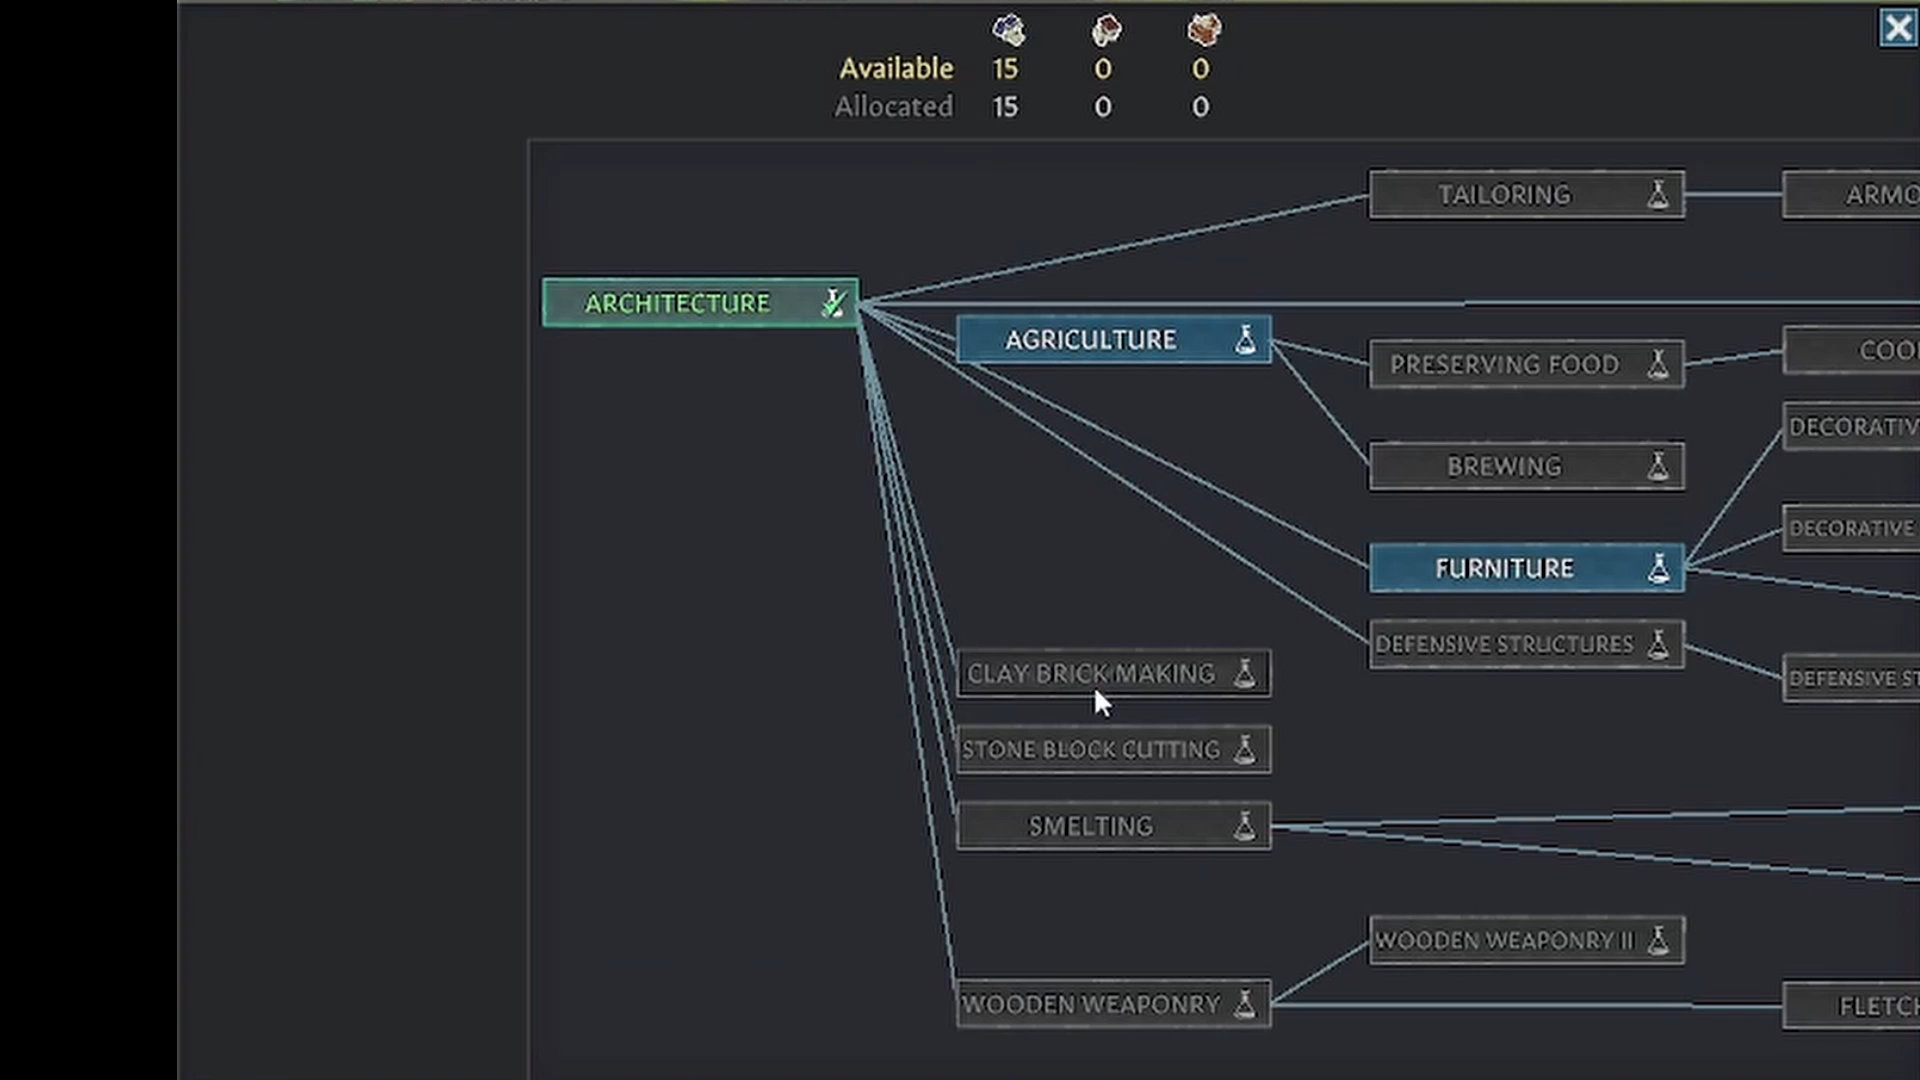 Available 15 0 0
Allocated 15 0 0
TAILORING
ARMO
ARCHITECTURE
AGRICULTURE
PRESERVING FOOD
COO
DECORATIV
BREWING
DECORATIVE
FURNITURE
DEFENSIVE STRUCTURES
CLAY BRICK MAKING
DEFENSIVE ST
STONE BLOCK CUTTING
SMELTING
WOODEN WEAPONRY II
WOODEN WEAPONRY
FLETCH